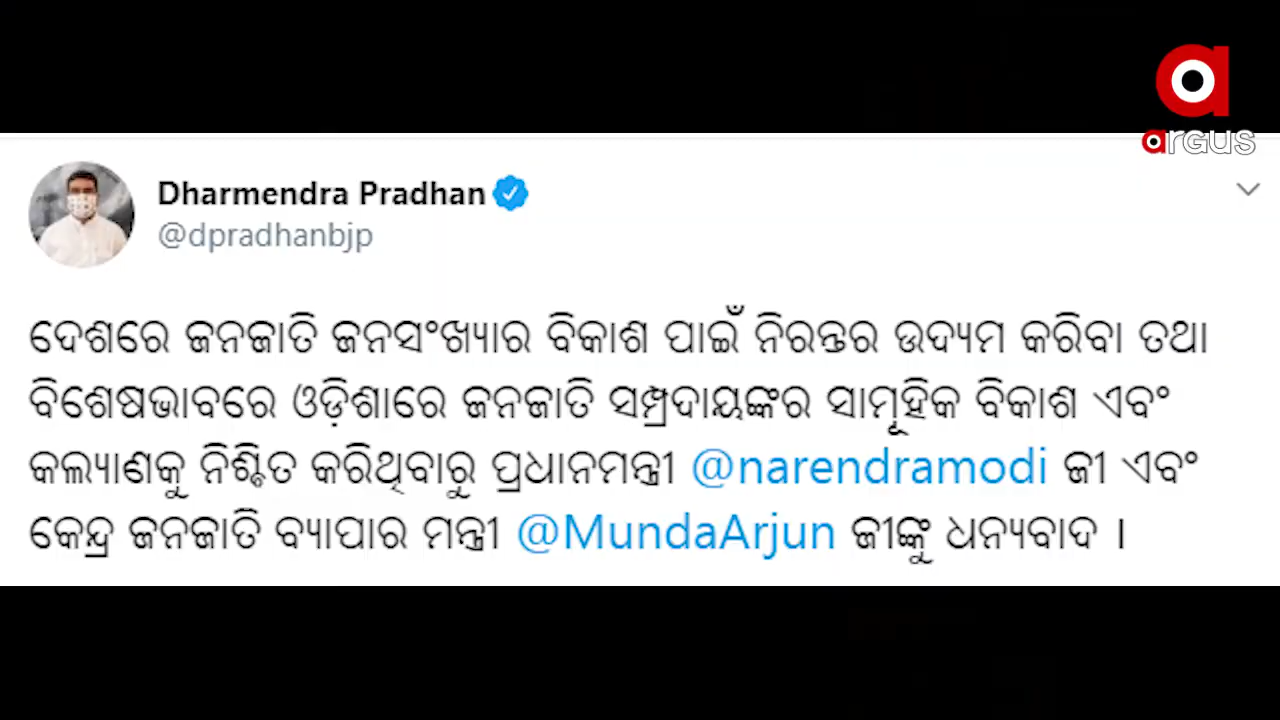 argus
Dharmendra Pradhan
@dpradhanbjp
ଦେଶରେ ଜନଜାତି ଜନସଂଖ୍ୟାର ବିକାଶ ପାଇଁ ନିରନ୍ତର ଉଦ୍ୟମ କରିବା ତଥା
ବିଶେଷଭାବରେ ଓଡ଼ିଶାରେ ଜନଜାତି ସମ୍ପ୍ରଦାୟଙ୍କର ସାମୂହିକ ବିକାଶ ଏବଂ
କଲ୍ୟାଣକୁ ନିଶ୍ଚିତ କରିଥିବାରୁ ପ୍ରଧାନମନ୍ତ୍ରୀ @narendramodi ଜୀ ଏବଂ
କେନ୍ଦ୍ର ଜନଜାତି ବ୍ୟାପାର ମନ୍ତ୍ରୀ @MundaArjun ଜୀଙ୍କୁ ଧନ୍ୟବାଦ ।